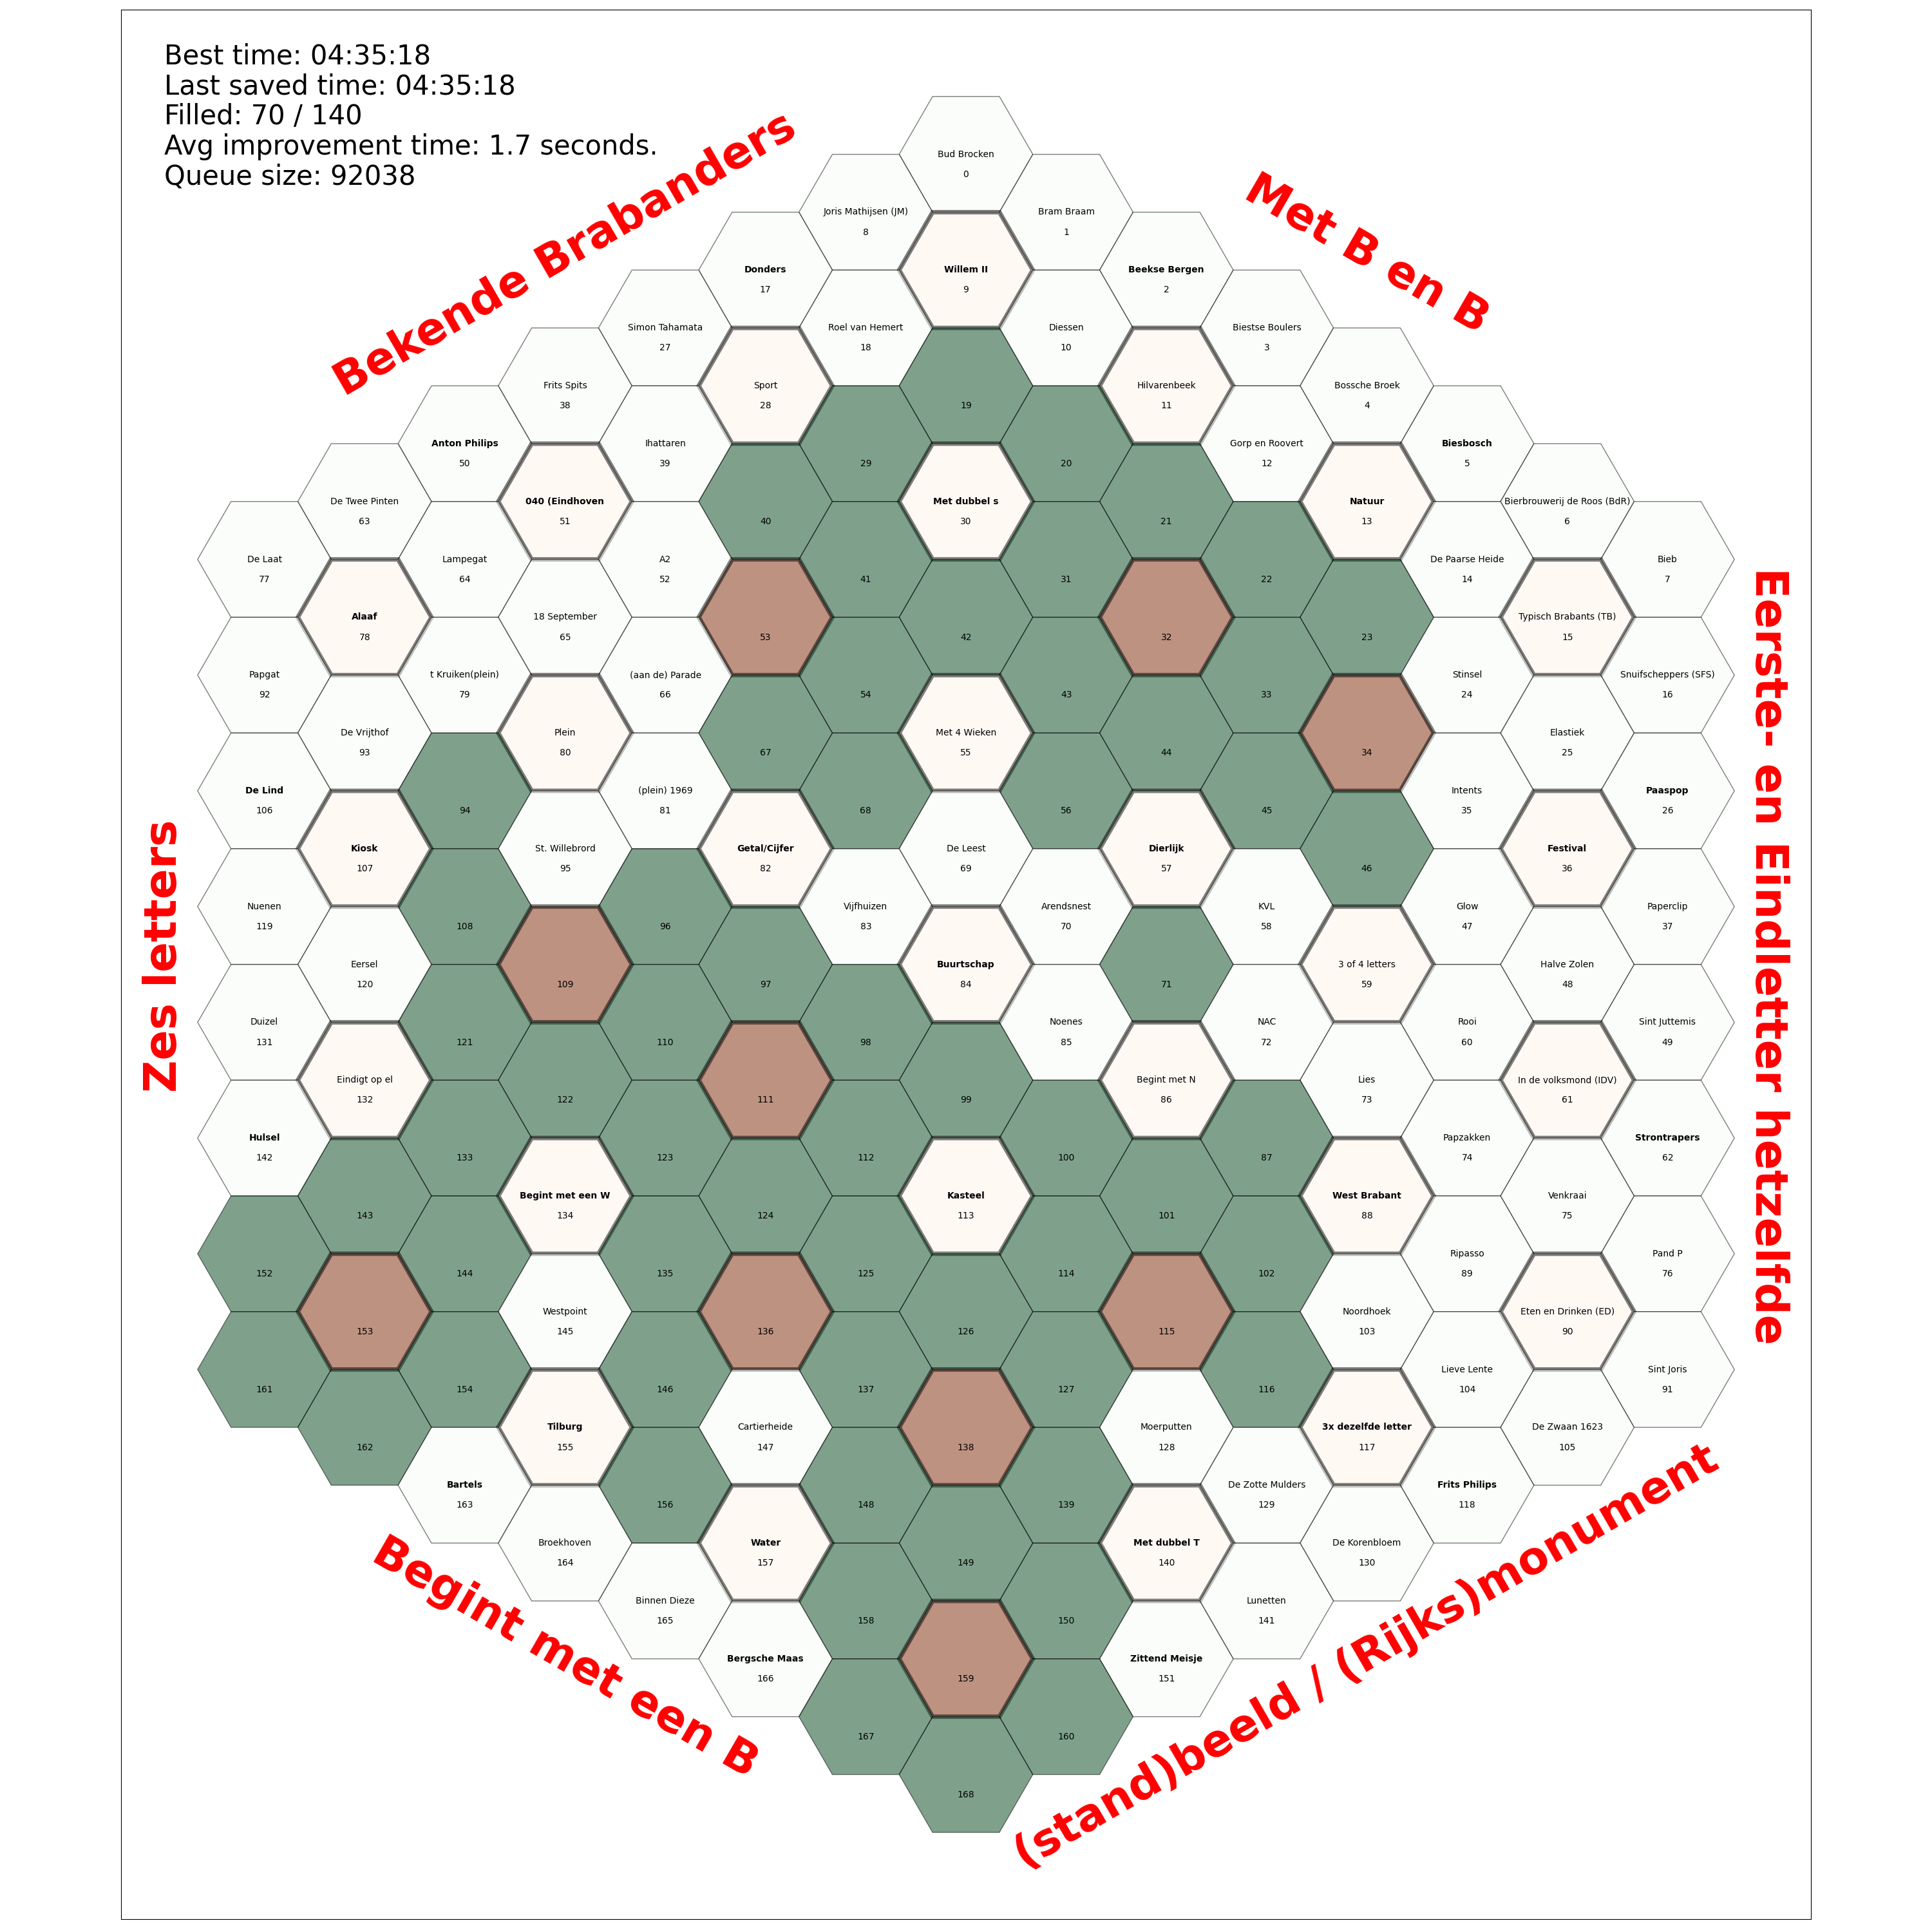 Best time: 04:35:18
Last saved time: 04:35:18
Filled: 70 / 140
Avg improvement time: 1.7 seconds.
Queue size: 92038
Bekende Brabanders
Met B en B
Eerste- en Eindletter hetzelfde
Zes letters
Begint met een B
(stand)beeld / (Rijks)monument
Bud Brocken
0
Bram Braam
1
Beekse Bergen
2
Biestse Boulers
3
Bossche Broek
4
Biesbosch
5
Bierbrouwerij de Roos (BdR)
6
Bieb
7
Joris Mathijsen (JM)
8
Willem II
9
Diessen
10
Hilvarenbeek
11
Gorp en Roovert
12
Natuur
13
De Paarse Heide
14
Typisch Brabants (TB)
15
Snuifscheppers (SFS)
16
Donders
17
Roel van Hemert
18
19
20
21
22
23
Stinsel
24
Elastiek
25
Paaspop
26
Simon Tahamata
27
Sport
28
29
Met dubbel s
30
31
32
33
34
Intents
35
Festival
36
Paperclip
37
Frits Spits
38
Ihattaren
39
40
41
42
43
44
45
46
Glow
47
Halve Zolen
48
Sint Juttemis
49
Anton Philips
50
040 (Eindhoven
51
A2
52
53
54
Met 4 Wieken
55
56
Dierlijk
57
KVL
58
3 of 4 letters
59
Rooi
60
In de volksmond (IDV)
61
Strontrapers
62
De Twee Pinten
63
Lampegat
64
18 September
65
(aan de) Parade
66
67
68
De Leest
69
Arendsnest
70
71
NAC
72
Lies
73
Papzakken
74
Venkraai
75
Pand P
76
De Laat
77
Alaaf
78
t Kruiken(plein)
79
Plein
80
(plein) 1969
81
Getal/Cijfer
82
Vijfhuizen
83
Buurtschap
84
Noenes
85
Begint met N
86
87
West Brabant
88
Ripasso
89
Eten en Drinken (ED)
90
Sint Joris
91
Papgat
92
De Vrijthof
93
94
St. Willebrord
95
96
97
98
99
100
101
102
Noordhoek
103
Lieve Lente
104
De Zwaan 1623
105
De Lind
106
Kiosk
107
108
109
110
111
112
Kasteel
113
114
115
116
3x dezelfde letter
117
Frits Philips
118
Nuenen
119
Eersel
120
121
122
123
124
125
126
127
Moerputten
128
De Zotte Mulders
129
De Korenbloem
130
Duizel
131
Eindigt op el
132
133
Begint met een W
134
135
136
137
138
139
Met dubbel T
140
Lunetten
141
Hulsel
142
143
144
Westpoint
145
146
Cartierheide
147
148
149
150
Zittend Meisje
151
152
153
154
Tilburg
155
156
Water
157
158
159
160
161
162
Bartels
163
Broekhoven
164
Binnen Dieze
165
Bergsche Maas
166
167
168